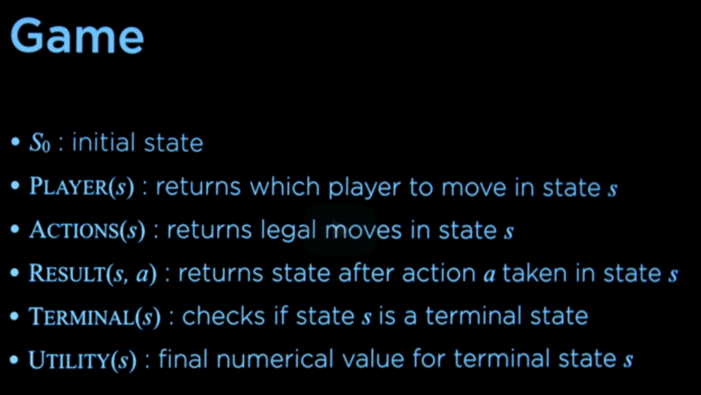 Game
• S0 : initial state
• PLAYER(s) : returns which player to move in state s
• ACTIONS(s) : returns legal moves in state s
• RESULT(s, a) : returns state after action a taken in state s
• TERMINAL(s) : checks if state s is a terminal state
• UTILITY(s) : final numerical value for terminal state s